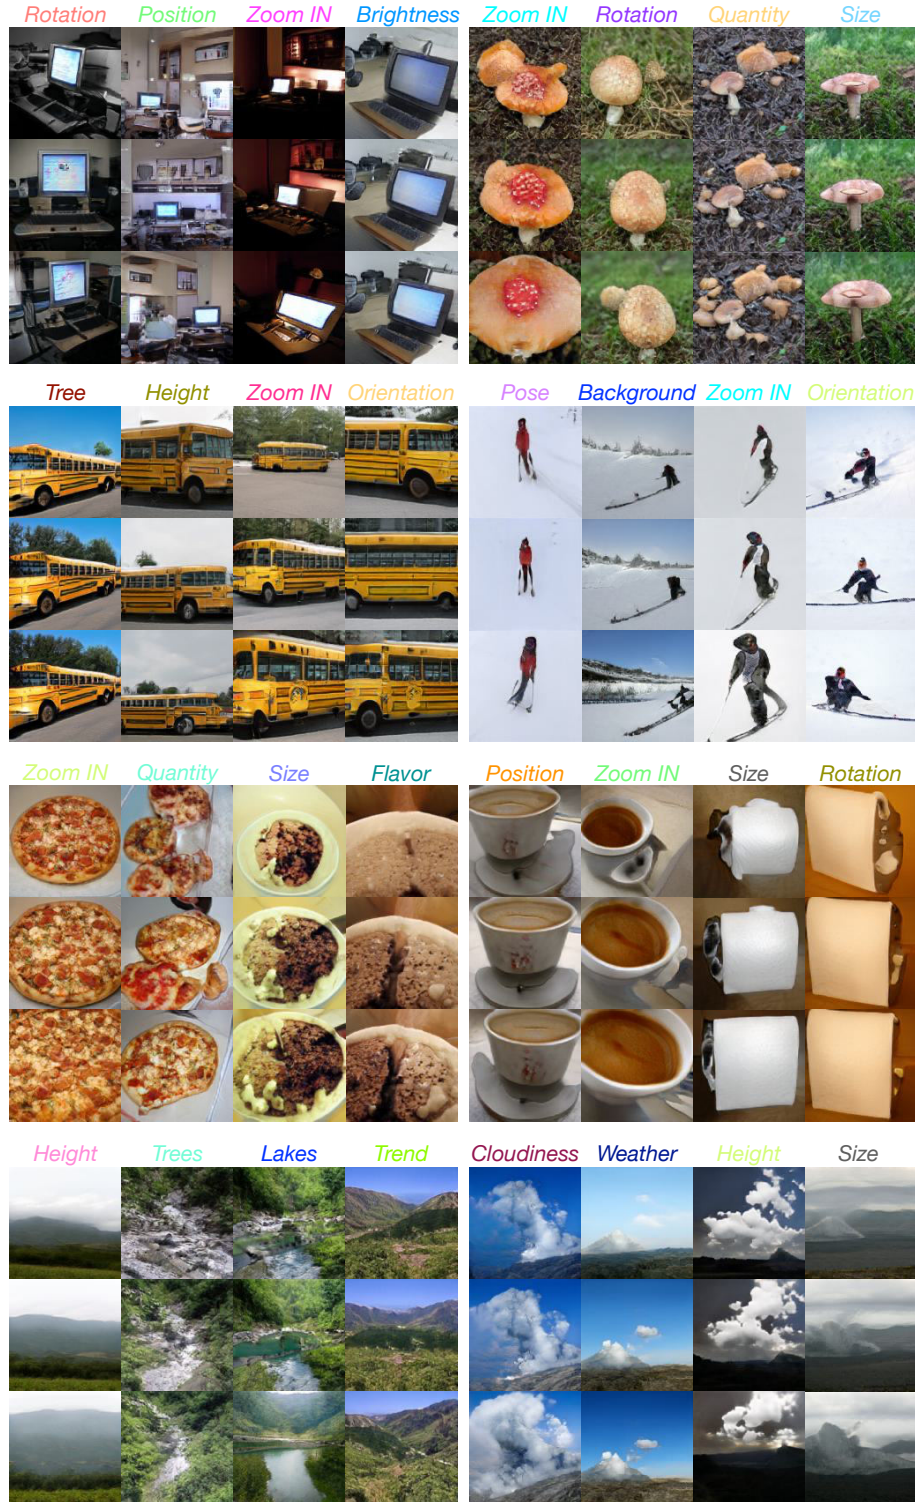 Rotation Position Zoom IN Brightness
Zoom IN Rotation Quantity Size
Tree Height Zoom IN Orientation
Pose Background Zoom IN Orientation
Zoom IN Quantity Size Flavor
Position Zoom IN Size Rotation
Height Trees Lakes Trend
Cloudiness Weather Height Size